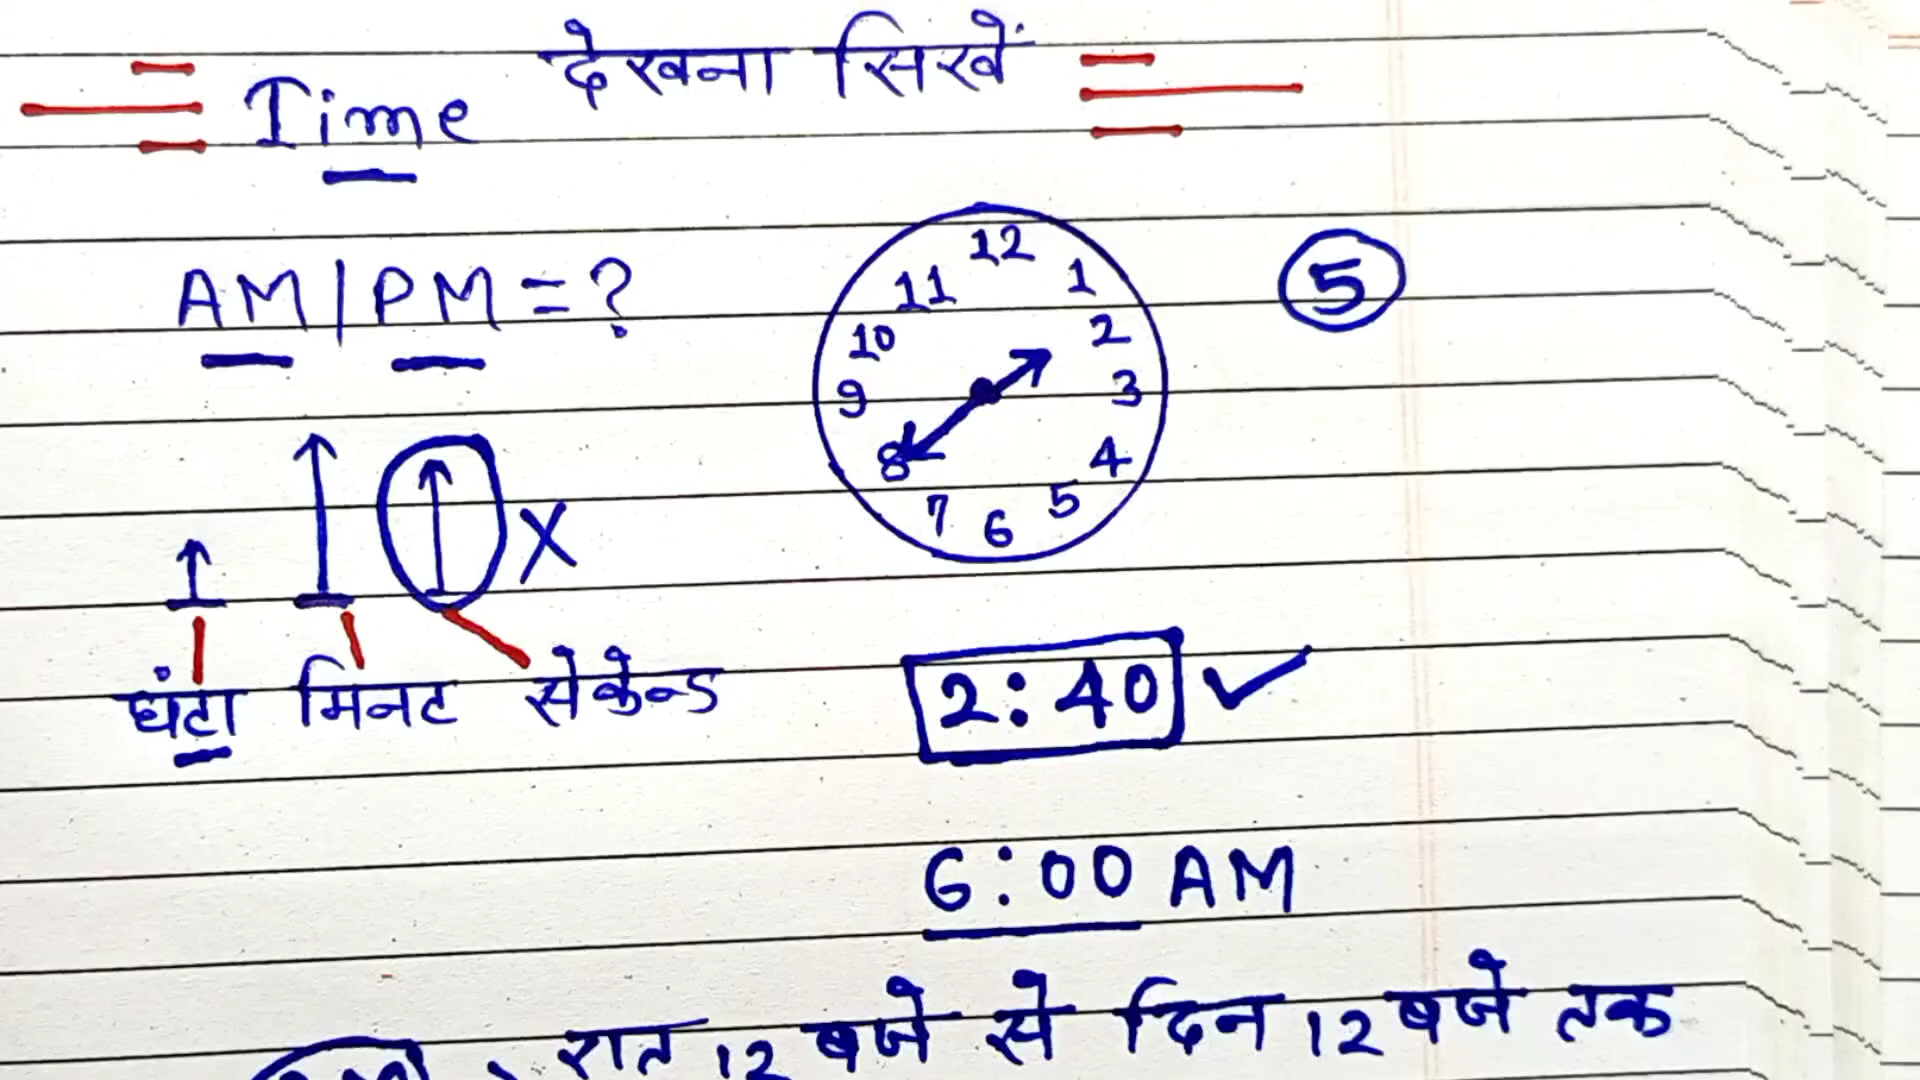 Time देखना सिखें
AM/PM=?
12
11 1
10 2
9 3
8 4
7 6 5
5
घंटा मिनट सेकेन्ड
X
2:40 ✓
6:00 AM
रात 12 बजे से दिन 12 बजे तक